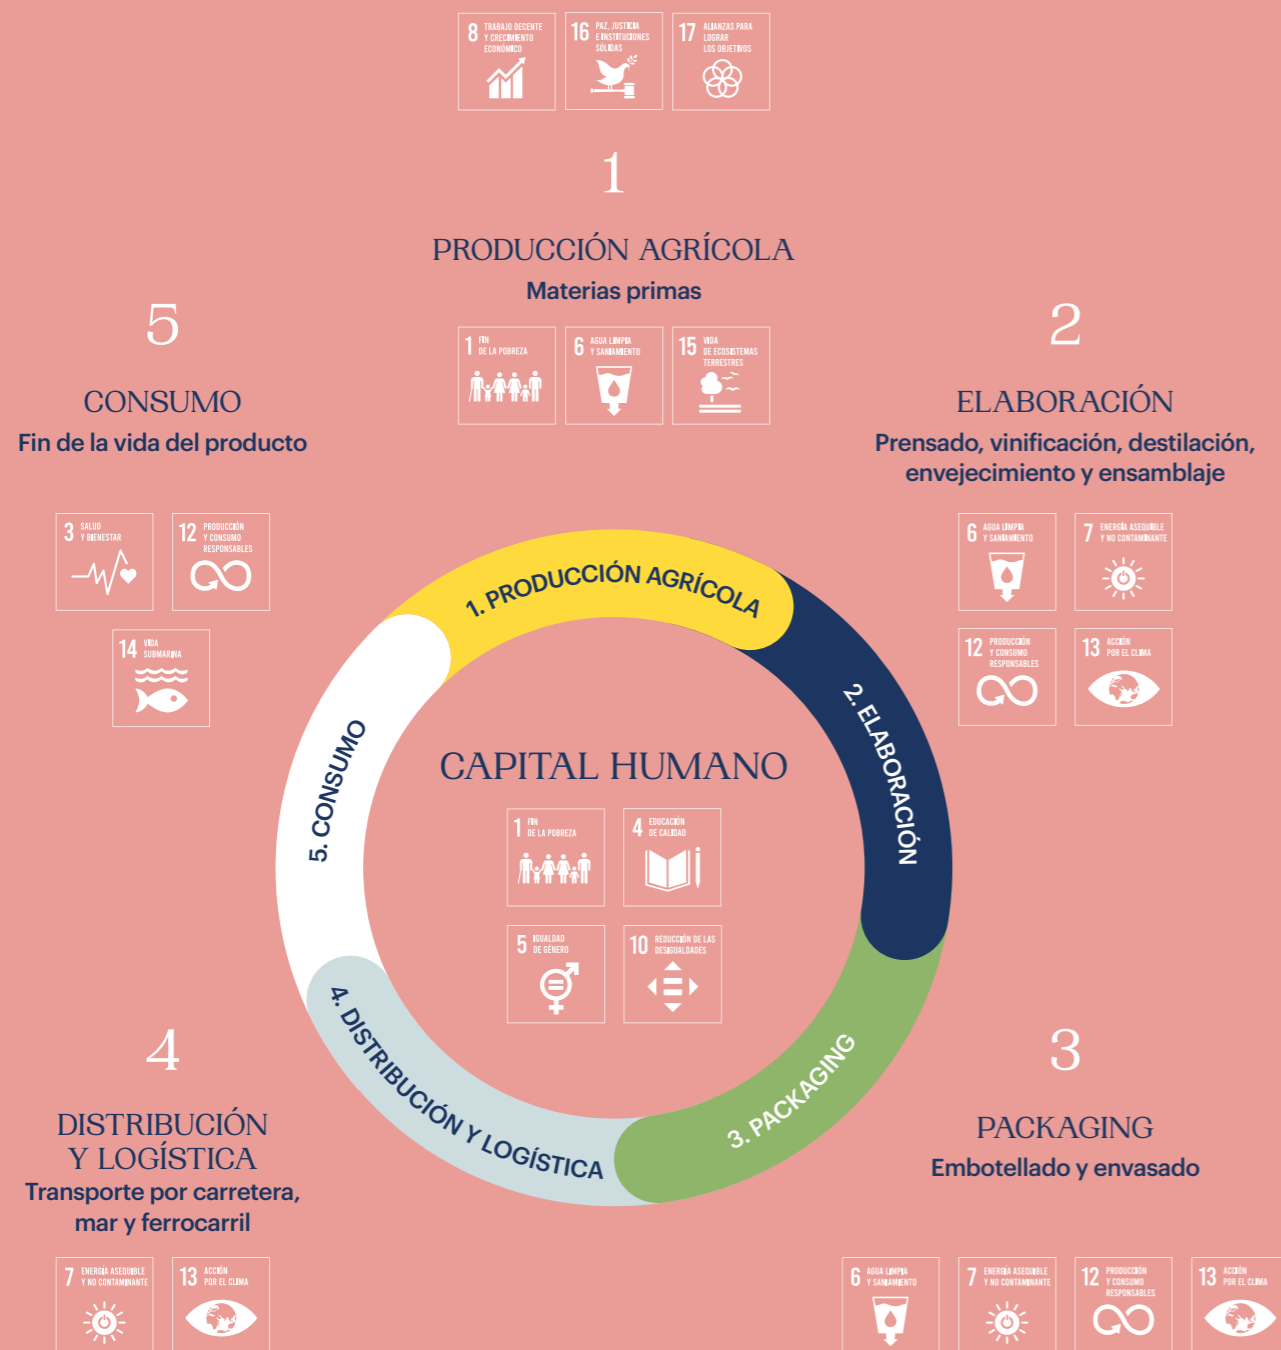 8 TRABAJO DECENTE
Y CRECIMIENTO
ECONÓMICO
16 PAZ, JUSTICIA
E INSTITUCIONES
SÓLIDAS
17 ALIANZAS PARA
LOGRAR
LOS OBJETIVOS
1
PRODUCCIÓN AGRÍCOLA
Materias primas
1 FIN
DE LA POBREZA
6 AGUA LIMPIA
Y SANEAMIENTO
15 VIDA
DE ECOSISTEMAS
TERRESTRES
5
CONSUMO
Fin de la vida del producto
3 SALUD
Y BIENESTAR
12 PRODUCCIÓN
Y CONSUMO
RESPONSABLES
14 VIDA
SUBMARINA
2
ELABORACIÓN
Prensado, vinificación, destilación,
envejecimiento y ensamblaje
6 AGUA LIMPIA
Y SANEAMIENTO
7 ENERGÍA ASEQUIBLE
Y NO CONTAMINANTE
12 PRODUCCIÓN
Y CONSUMO
RESPONSABLES
13 ACCIÓN
POR EL CLIMA
1. PRODUCCIÓN AGRÍCOLA
2. ELABORACIÓN
3. PACKAGING
4. DISTRIBUCIÓN Y LOGÍSTICA
5. CONSUMO
CAPITAL HUMANO
1 FIN
DE LA POBREZA
4 EDUCACIÓN
DE CALIDAD
5 IGUALDAD
DE GÉNERO
10 REDUCCIÓN DE LAS
DESIGUALDADES
4
DISTRIBUCIÓN
Y LOGÍSTICA
Transporte por carretera,
mar y ferrocarril
7 ENERGÍA ASEQUIBLE
Y NO CONTAMINANTE
13 ACCIÓN
POR EL CLIMA
3
PACKAGING
Embotellado y envasado
6 AGUA LIMPIA
Y SANEAMIENTO
7 ENERGÍA ASEQUIBLE
Y NO CONTAMINANTE
12 PRODUCCIÓN
Y CONSUMO
RESPONSABLES
13 ACCIÓN
POR EL CLIMA